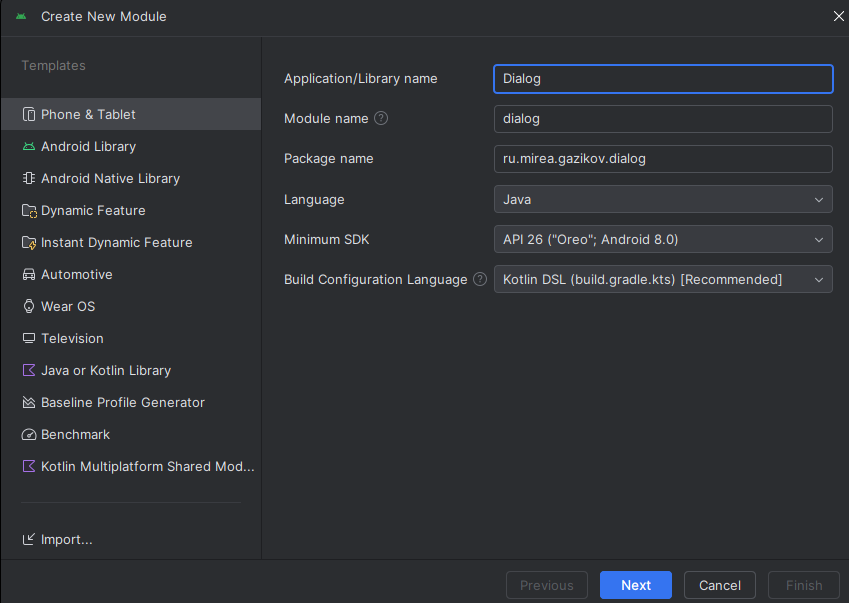 Create New Module
Templates
Phone & Tablet
Android Library
Android Native Library
Dynamic Feature
Instant Dynamic Feature
Automotive
Wear OS
Television
Java or Kotlin Library
Baseline Profile Generator
Benchmark
Kotlin Multiplatform Shared Mod...
Import...
Application/Library name Dialog
Module name ? dialog
Package name ru.mirea.gazikov.dialog
Language Java
Minimum SDK API 26 ("Oreo"; Android 8.0)
Build Configuration Language ? Kotlin DSL (build.gradle.kts) [Recommended]
Previous Next Cancel Finish